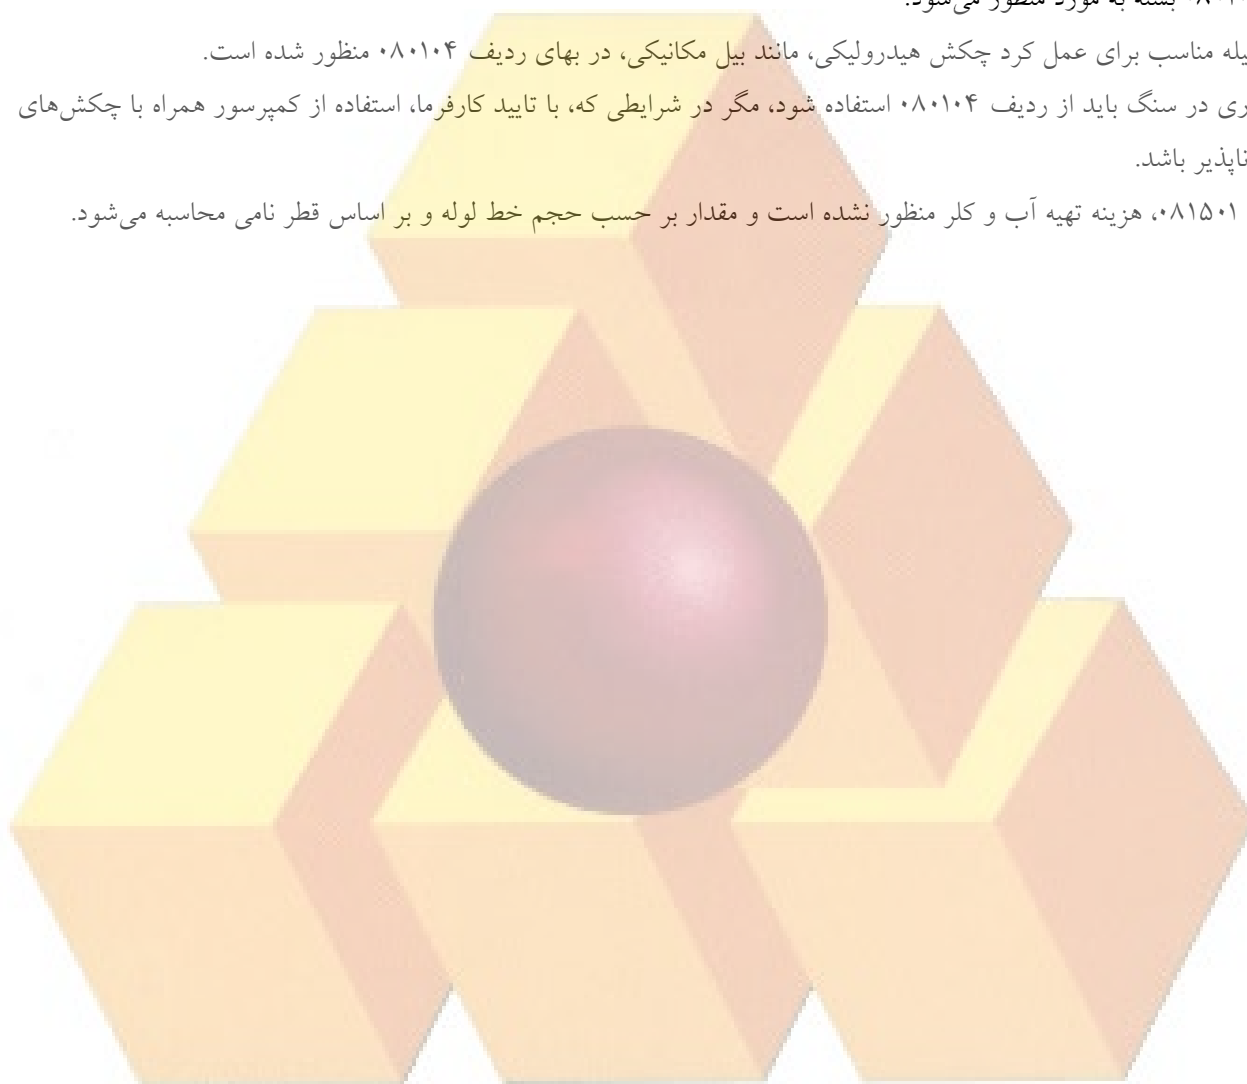 بسته به مورد منظور می‌شود.
یله مناسب برای عمل کرد چکش هیدرولیکی، مانند بیل مکانیکی، در بهای ردیف ۰۸۰۱۰۴ منظور شده است.
ری در سنگ باید از ردیف ۰۸۰۱۰۴ استفاده شود، مگر در شرایطی که، با تایید کارفرما، استفاده از کمپرسور همراه با چکش‌های
ناپذیر باشد.
۰۸۱۵۰۱، هزینه تهیه آب و کلر منظور نشده است و مقدار بر حسب حجم خط لوله و بر اساس قطر نامی محاسبه می‌شود.